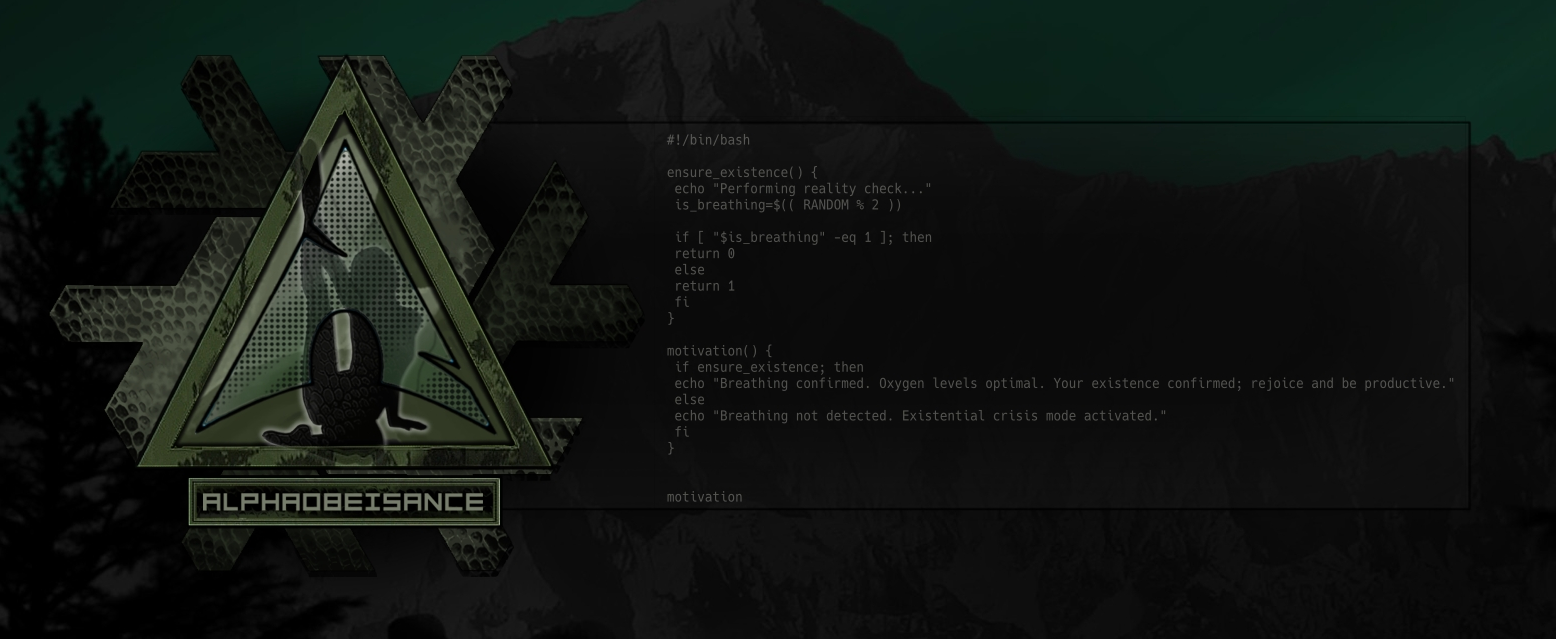 #!/bin/bash
ensure_existence() {
echo "Performing reality check..."
is_breathing=$(( RANDOM % 2 ))
if [ "$is_breathing" -eq 1 ]; then
return 0
else
return 1
fi
}
motivation() {
if ensure_existence; then
echo "Breathing confirmed. Oxygen levels optimal. Your existence confirmed; rejoice and be productive."
else
echo "Breathing not detected. Existential crisis mode activated."
fi
}
motivation
ALPHAOBEISANCE